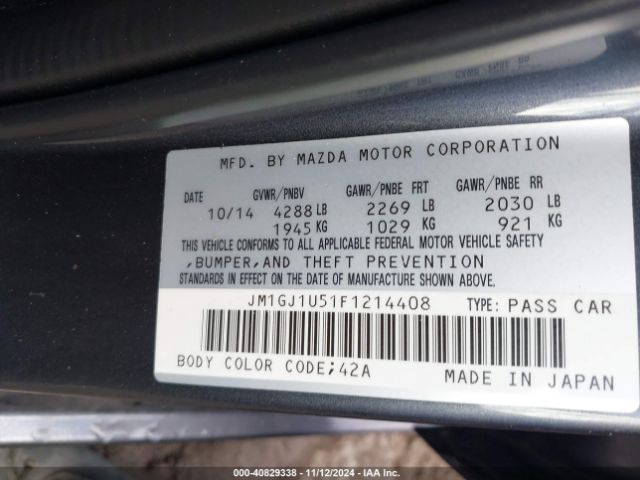 MFD. BY MAZDA MOTOR CORPORATION
DATE GVWR/PNBV GAWR/PNBE FRT GAWR/PNBE RR
10/14 4288 LB 2269 LB 2030 LB
1945 KG 1029 KG 921 KG
THIS VEHICLE CONFORMS TO ALL APPLICABLE FEDERAL MOTOR VEHICLE SAFETY
,BUMPER,AND THEFT PREVENTION
STANDARDS IN EFFECT ON THE DATE OF MANUFACTURE SHOWN ABOVE.
JM1GJ1U51F1214408 TYPE: PASS CAR
BODY COLOR CODE;42A
MADE IN JAPAN
000-40829338 - 11/12/2024 - IAA Inc.